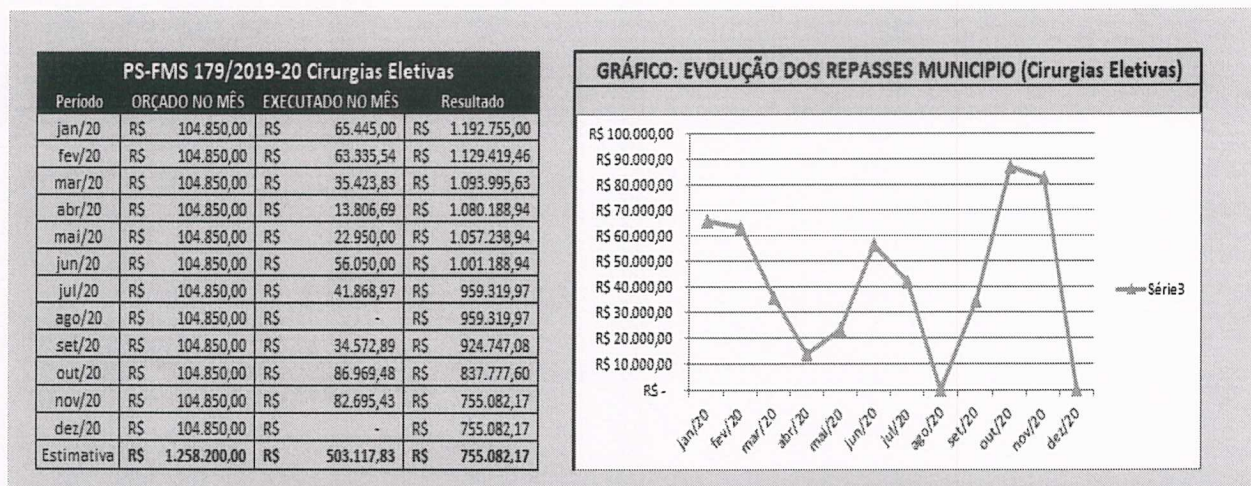 PS-FMS 179/2019-20 Cirurgias Eletivas
Período ORÇADO NO MÊS EXECUTADO NO MÊS Resultado
jan/20 R$ 104.850,00 R$ 65.445,00 R$ 1.192.755,00
fev/20 R$ 104.850,00 R$ 63.335,54 R$ 1.129.419,46
mar/20 R$ 104.850,00 R$ 35.423,83 R$ 1.093.995,63
abr/20 R$ 104.850,00 R$ 13.806,69 R$ 1.080.188,94
mai/20 R$ 104.850,00 R$ 22.950,00 R$ 1.057.238,94
jun/20 R$ 104.850,00 R$ 56.050,00 R$ 1.001.188,94
jul/20 R$ 104.850,00 R$ 41.868,97 R$ 959.319,97
ago/20 R$ 104.850,00 R$ - R$ 959.319,97
set/20 R$ 104.850,00 R$ 34.572,89 R$ 924.747,08
out/20 R$ 104.850,00 R$ 86.969,48 R$ 837.777,60
nov/20 R$ 104.850,00 R$ 82.695,43 R$ 755.082,17
dez/20 R$ 104.850,00 R$ - R$ 755.082,17
Estimativa R$ 1.258.200,00 R$ 503.117,83 R$ 755.082,17
GRÁFICO: EVOLUÇÃO DOS REPASSES MUNICIPIO (Cirurgias Eletivas)
R$ 100.000,00
R$ 90.000,00
R$ 80.000,00
R$ 70.000,00
R$ 60.000,00
R$ 50.000,00
R$ 40.000,00
R$ 30.000,00
R$ 20.000,00
R$ 10.000,00
R$ -
jan/20 fev/20 mar/20 abr/20 mai/20 jun/20 jul/20 ago/20 set/20 out/20 nov/20 dez/20
Série3